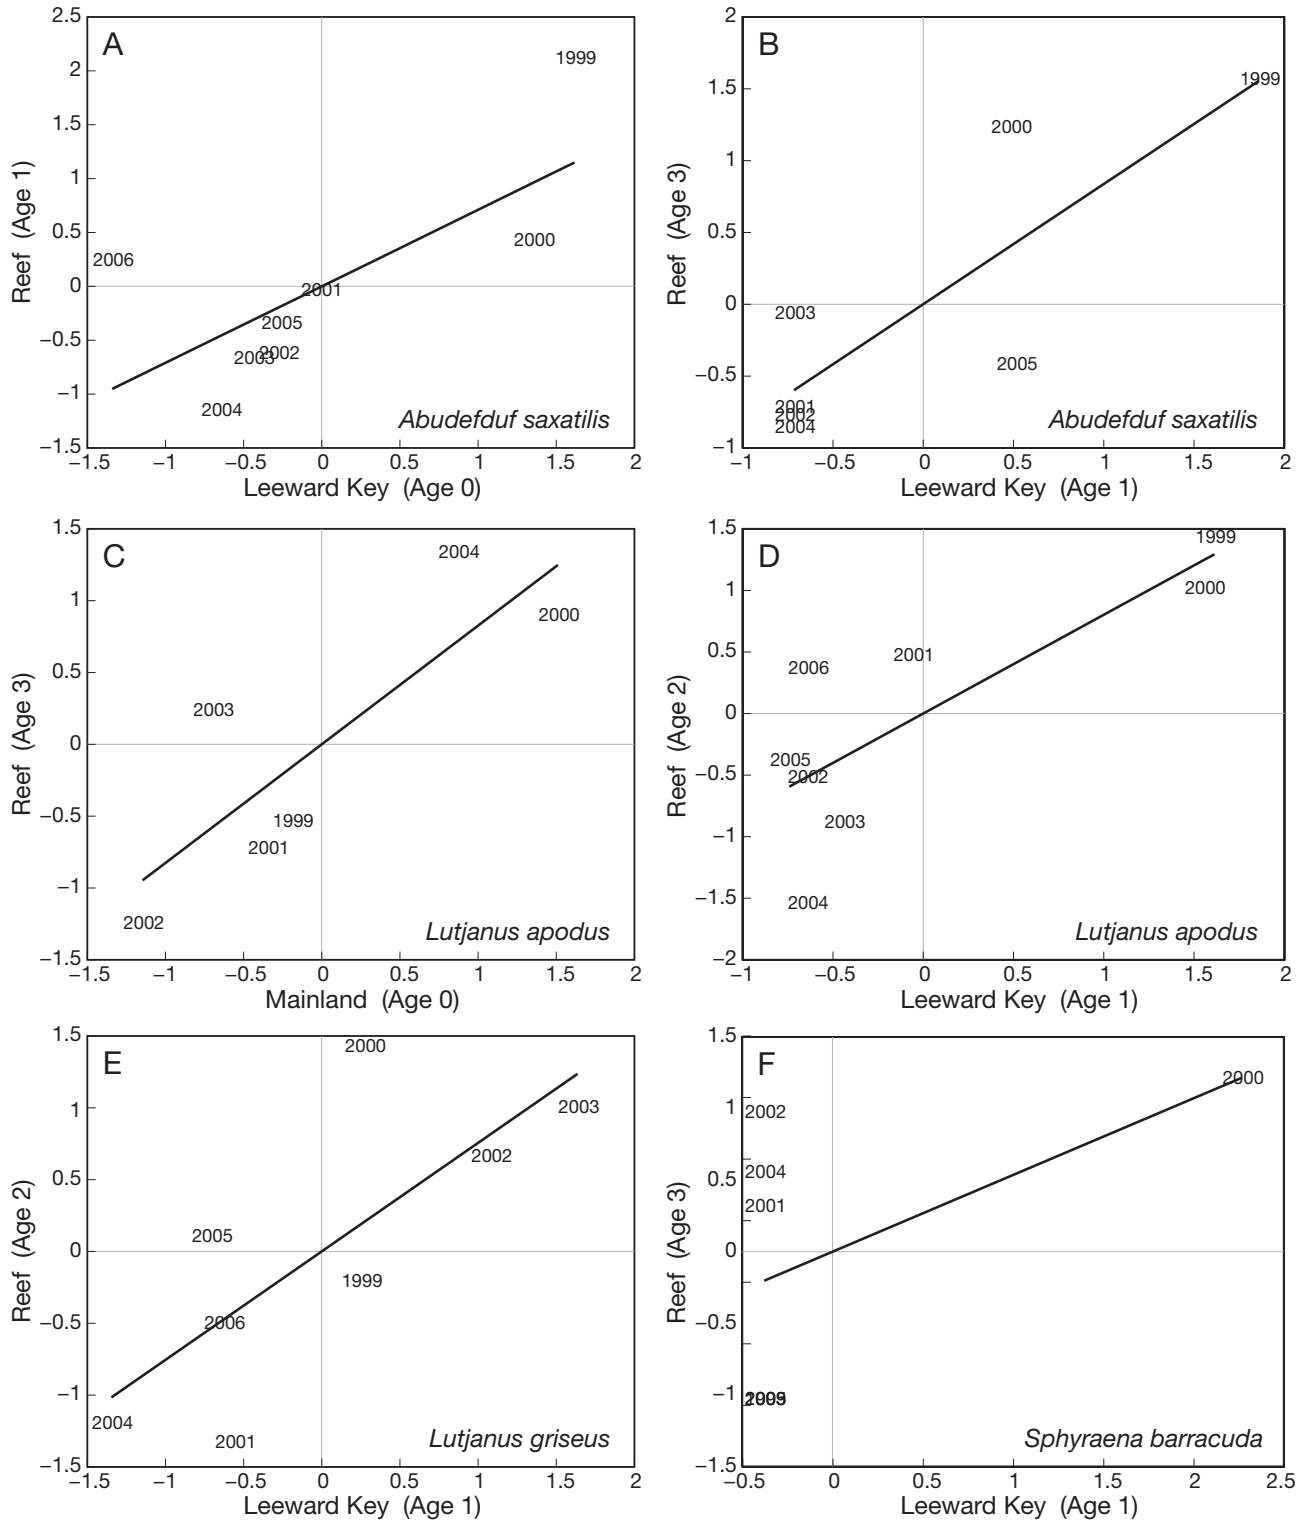 A
2.5
2
1.5
1
0.5
0
−0.5
−1
−1.5
Reef (Age 1)
1999
2000
2006
2001
2005
2002
2003
2004
Abudefduf saxatilis
−1.5 −1 −0.5 0 0.5 1 1.5 2
Leeward Key (Age 0)
B
2
1.5
1
0.5
0
−0.5
−1
Reef (Age 3)
1999
2000
2003
2005
2001
2002
2004
Abudefduf saxatilis
−1 −0.5 0 0.5 1 1.5 2
Leeward Key (Age 1)
C
1.5
1
0.5
0
−0.5
−1
−1.5
Reef (Age 3)
2004
2000
2003
1999
2001
2002
Lutjanus apodus
−1.5 −1 −0.5 0 0.5 1 1.5 2
Mainland (Age 0)
D
1.5
1
0.5
0
−0.5
−1
−1.5
−2
Reef (Age 2)
1999
2000
2001
2006
2005
2002
2003
2004
Lutjanus apodus
−1 −0.5 0 0.5 1 1.5 2
Leeward Key (Age 1)
E
1.5
1
0.5
0
−0.5
−1
−1.5
Reef (Age 2)
2000
2003
2002
2005
1999
2006
2004
2001
Lutjanus griseus
−1.5 −1 −0.5 0 0.5 1 1.5 2
Leeward Key (Age 1)
F
1.5
1
0.5
0
−0.5
−1
−1.5
Reef (Age 3)
2000
2002
2004
2001
Sphyraena barracuda
−0.5 0 0.5 1 1.5 2 2.5
Leeward Key (Age 1)